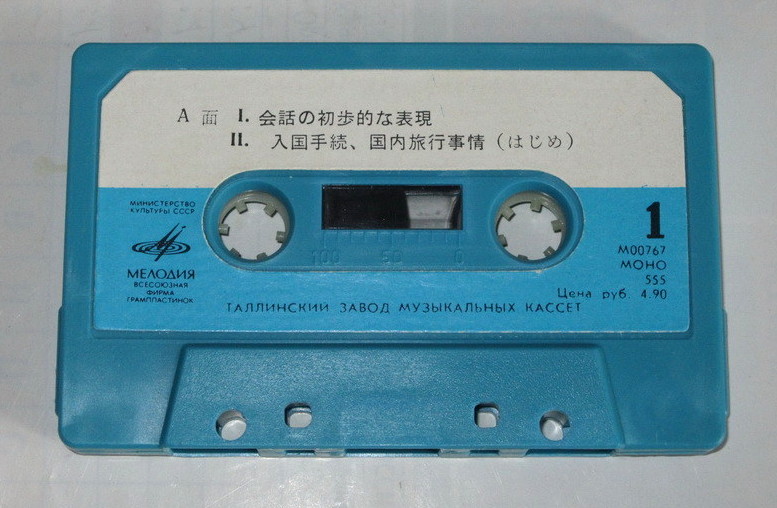 A 面 I. 会話の初歩的な表現
II. 入国手続、国内旅行事情（はじめ）
МИНИСТЕРСТВО
КУЛЬТУРЫ СССР
МЕЛОДИЯ
ВСЕСОЮЗНАЯ
ФИРМА
ГРАМПЛАСТИНОК
100 50 0
1
М00767
МОНО
555
Цена руб. 4.90
ТАЛЛИНСКИЙ ЗАВОД МУЗЫКАЛЬНЫХ КАССЕТ